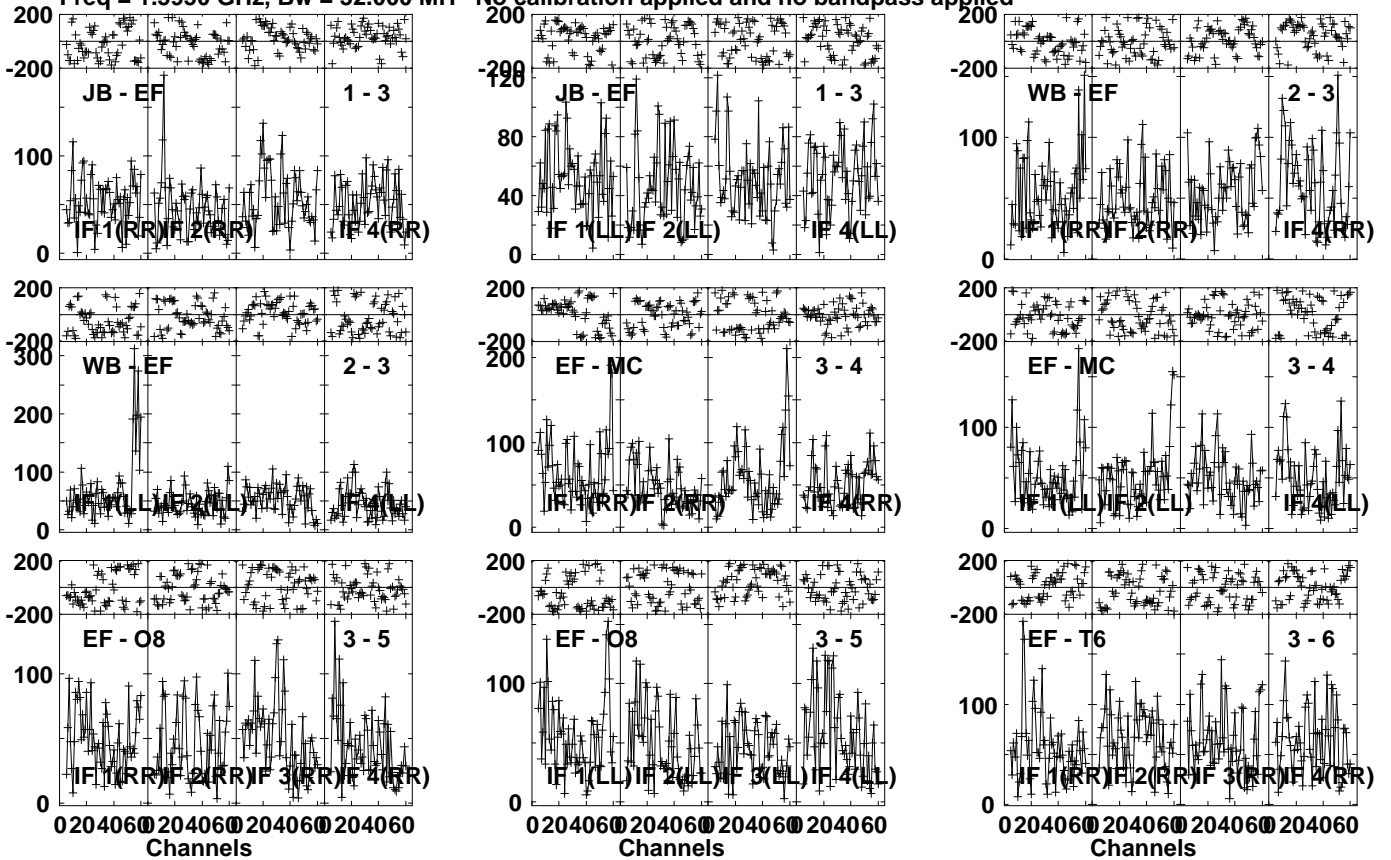 Bw = 32.000 MH No calibration applied and no bandpass applied
200
-200
JB - EF
1 - 3
100
0
IF 1(RR) IF 2(RR) IF 4(RR)
-200
120
JB - EF
1 - 3
80
40
0
IF 1(LL) IF 2(LL) IF 4(LL)
200
-200
WB - EF
2 - 3
100
0
IF 1(RR) IF 2(RR) IF 4(RR)
200
-200
300
WB - EF
2 - 3
200
100
0
IF 1(LL) IF 2(LL) IF 4(LL)
200
-200
200
EF - MC
3 - 4
100
0
IF 1(RR) IF 2(RR) IF 4(RR)
200
-200
EF - MC
3 - 4
100
0
IF 1(LL) IF 2(LL) IF 4(LL)
200
-200
EF - O8
3 - 5
100
0
IF 1(RR) IF 2(RR) IF 3(RR) IF 4(RR)
0 20 40 60 0 20 40 60 0 20 40 60 0 20 40 60
Channels
200
-200
EF - O8
3 - 5
100
0
IF 1(LL) IF 2(LL) IF 3(LL) IF 4(LL)
0 20 40 60 0 20 40 60 0 20 40 60 0 20 40 60
Channels
200
-200
EF - T6
3 - 6
100
0
IF 1(RR) IF 2(RR) IF 3(RR) IF 4(RR)
0 20 40 60 0 20 40 60 0 20 40 60 0 20 40 60
Channels